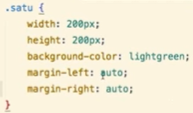 .satu {
width: 200px;
height: 200px;
background-color: lightgreen;
margin-left: auto;
margin-right: auto;
}